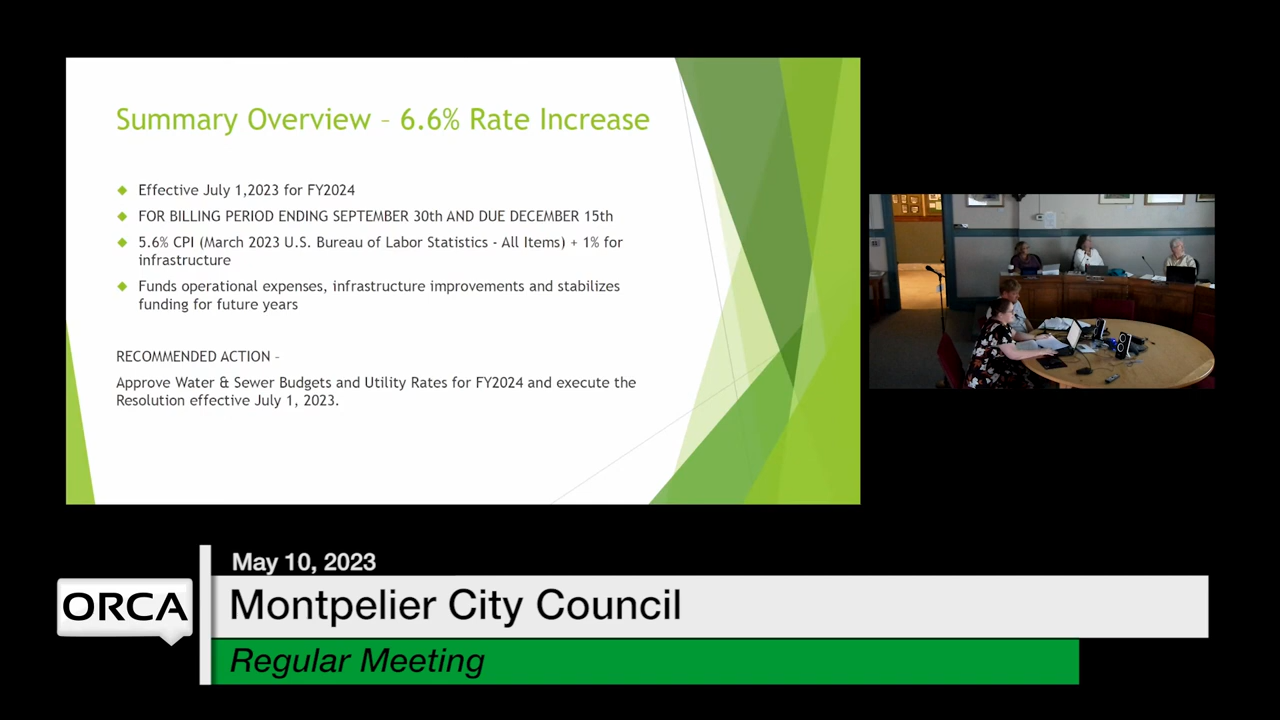 Summary Overview – 6.6% Rate Increase
Effective July 1,2023 for FY2024
FOR BILLING PERIOD ENDING SEPTEMBER 30th AND DUE DECEMBER 15th
5.6% CPI (March 2023 U.S. Bureau of Labor Statistics - All Items) + 1% for
infrastructure
Funds operational expenses, infrastructure improvements and stabilizes
funding for future years
RECOMMENDED ACTION –
Approve Water & Sewer Budgets and Utility Rates for FY2024 and execute the
Resolution effective July 1, 2023.
May 10, 2023
ORCA
Montpelier City Council
Regular Meeting